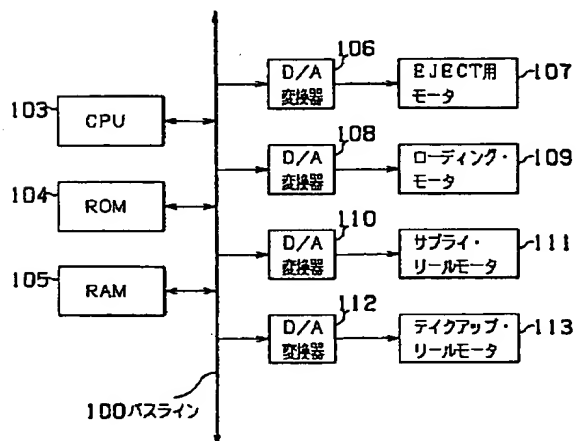 106
D/A
変換器
EJECT用
モータ
107
103
CPU
108
D/A
変換器
ローディング・
モータ
109
104
ROM
110
D/A
変換器
サプライ・
リールモータ
111
105
RAM
112
D/A
変換器
テイクアップ・
リールモータ
113
100バスライン